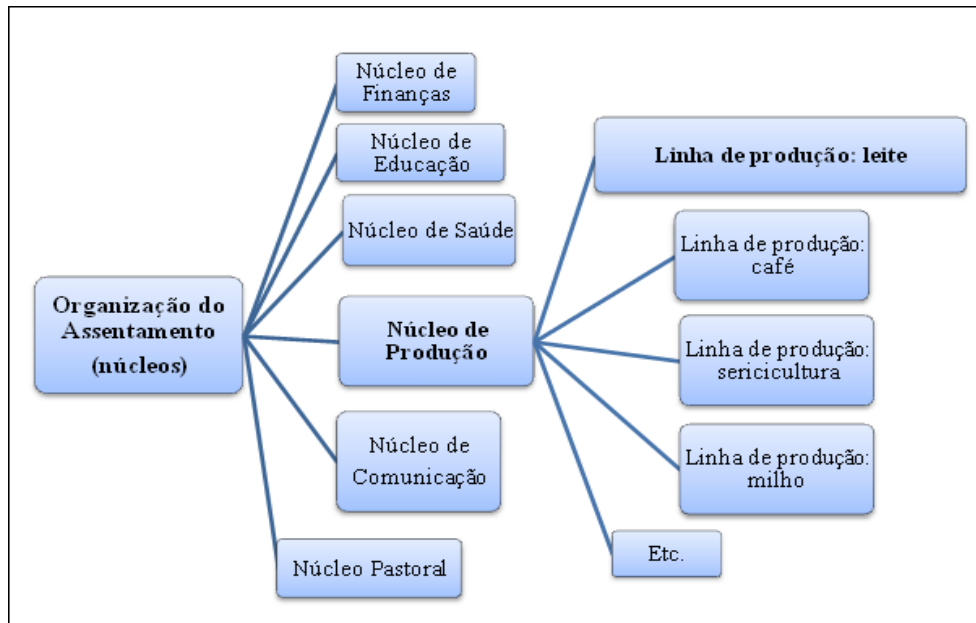 Organização do
Assentamento
(núcleos)
Núcleo de
Finanças
Núcleo de
Educação
Núcleo de Saúde
Núcleo de
Produção
Núcleo de
Comunicação
Núcleo Pastoral
Linha de produção: leite
Linha de produção:
café
Linha de produção:
sericicultura
Linha de produção:
milho
Etc.